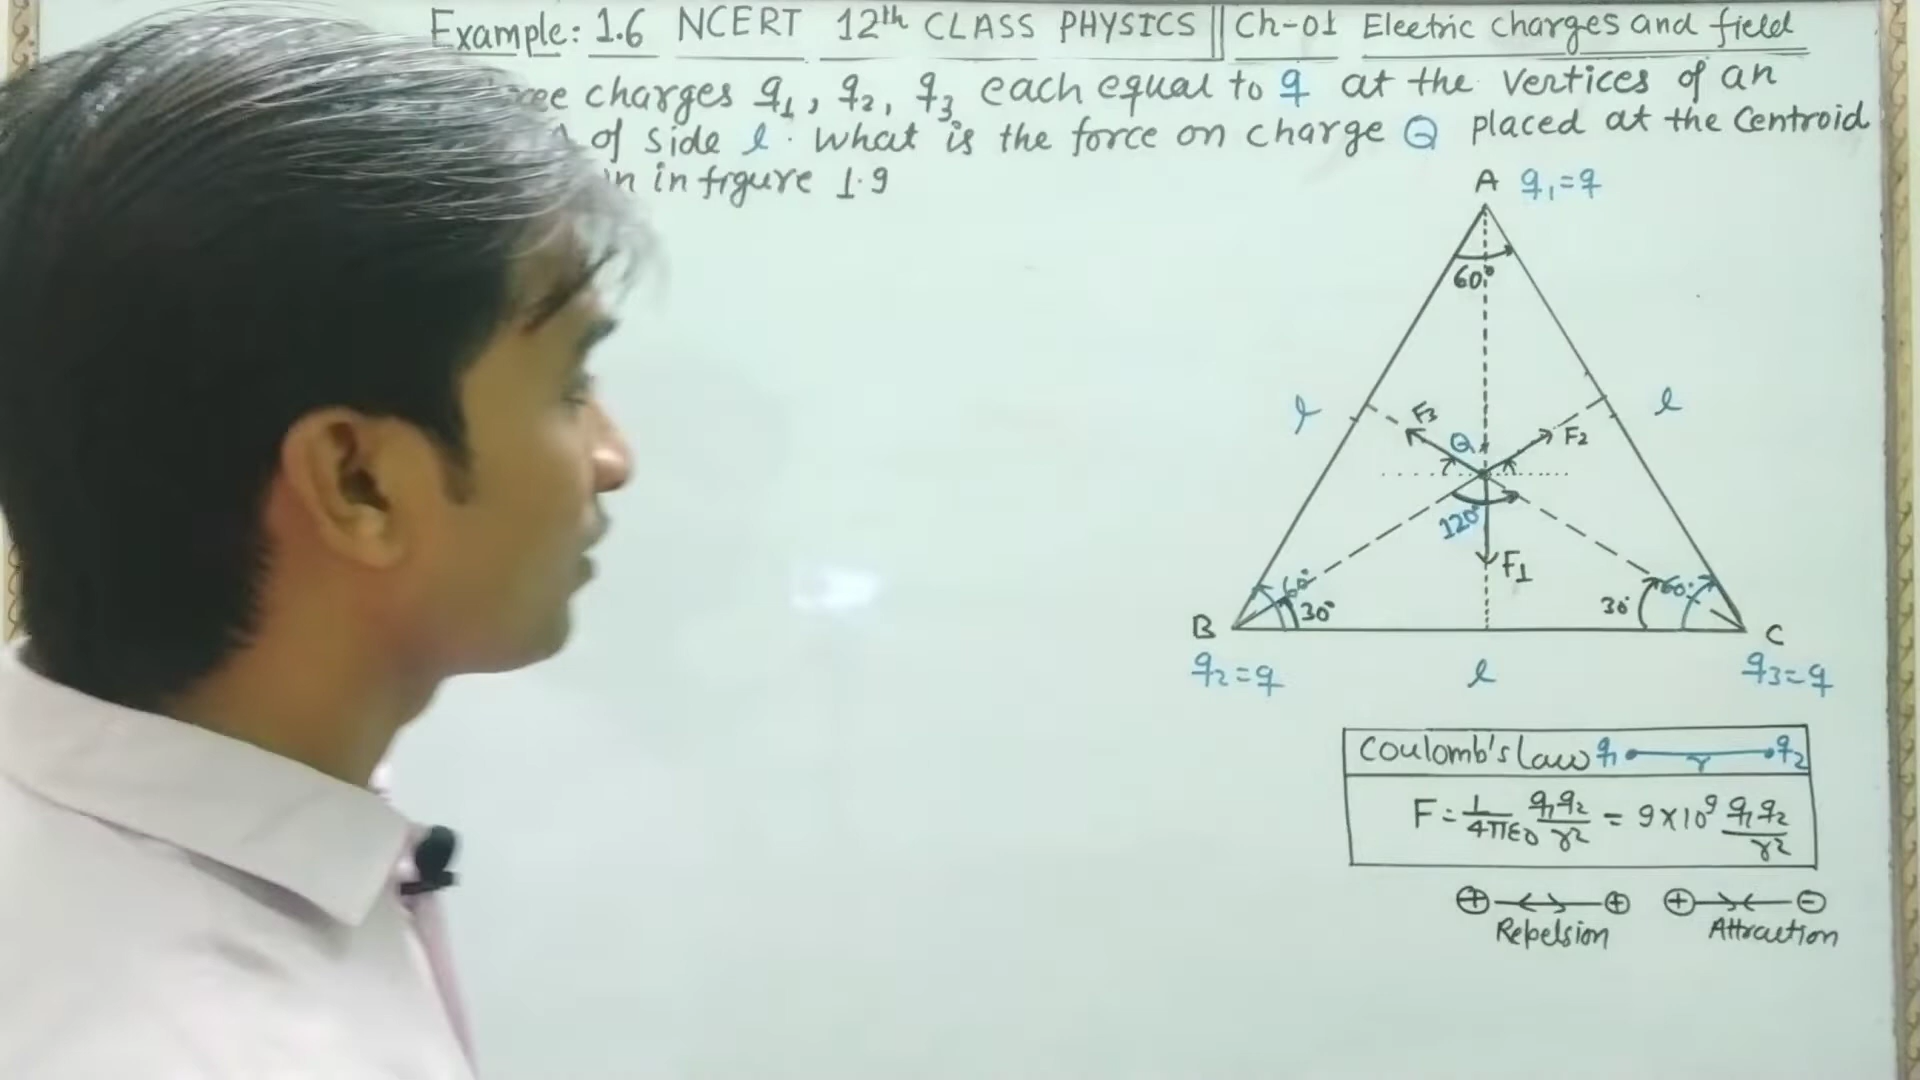 Example: 1.6 NCERT 12th CLASS PHYSICS || Ch-01 Electric charges and field
charges q1, q2, q3 each equal to q at the vertices of an
of side l. what is the force on charge Q placed at the centroid
in figure 1.9
A q1=q
60°
l
l
F3
Q
F2
120°
F1
60°
30°
30°
60°
B
C
q2=q
l
q3=q
Coulomb's law q1 r q2
F = 1/4πε0 q1q2/r² = 9×10⁹ q1q2/r²
⊕ ⊕ ⊕ ⊖
Repelsion Attraction